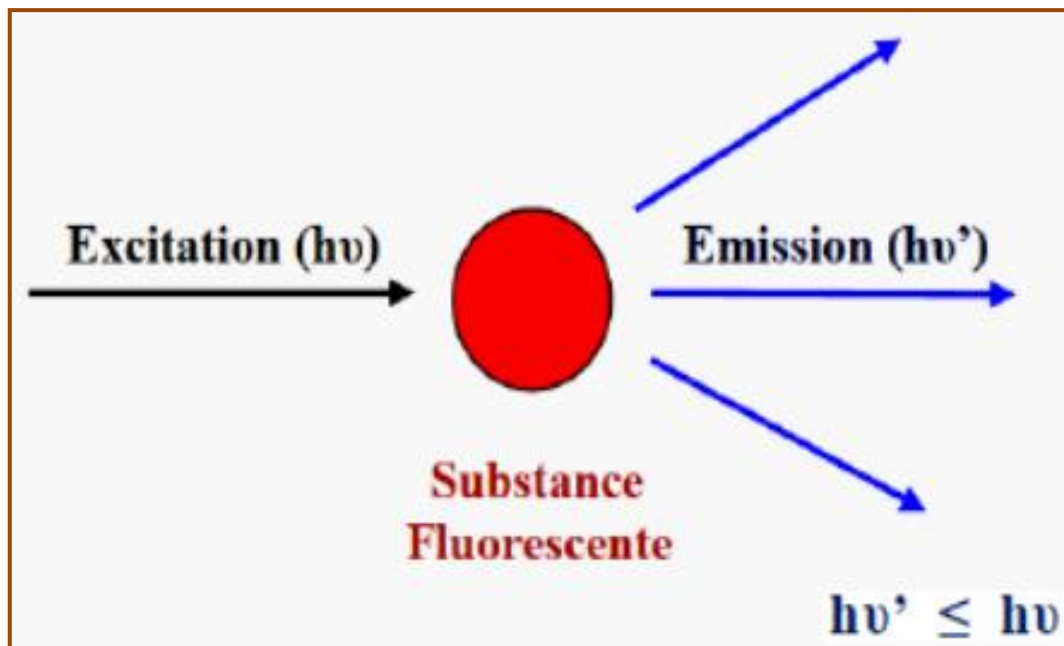 Excitation (hυ)
Emission (hυ’)
Substance
Fluorescente
hυ’ ≤ hυ